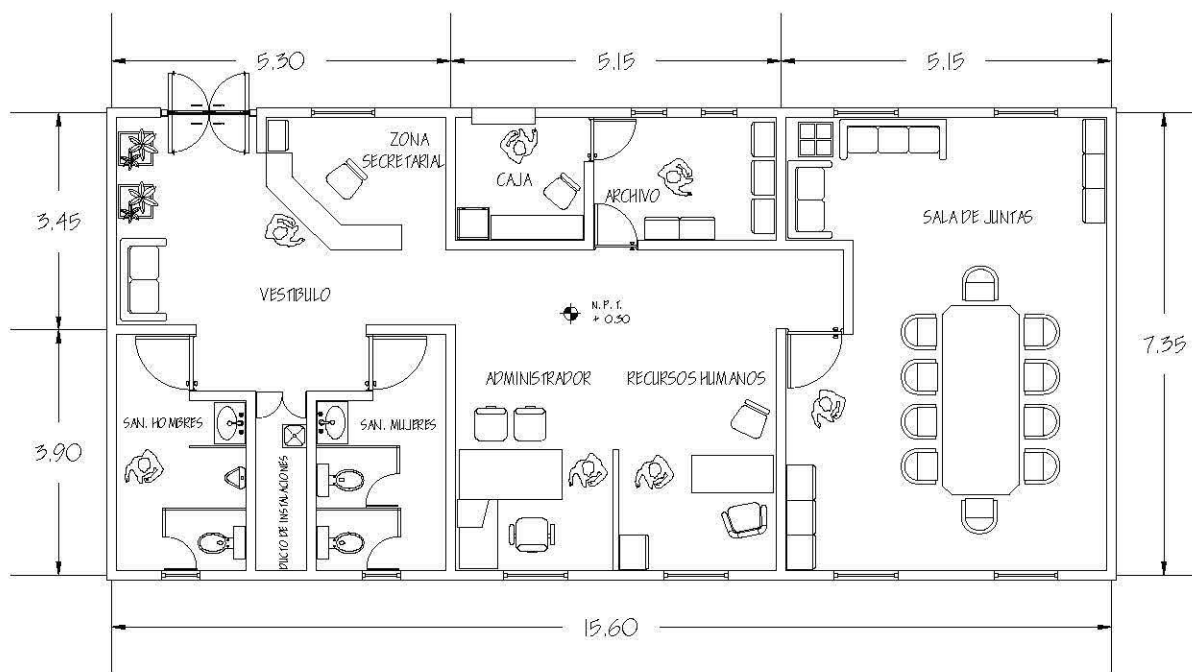 5.30
5.15
5.15
ZONA
SECRETARIAL
CAJA
ARCHIVO
3.45
SALA DE JUNTAS
VESTIBULO
N.P.T.
+ 0.30
7.35
ADMINISTRADOR
RECURSOS HUMANOS
SAN. HOMBRES
SAN. MUJERES
3.90
DUCTO DE INSTALACIONES
15.60